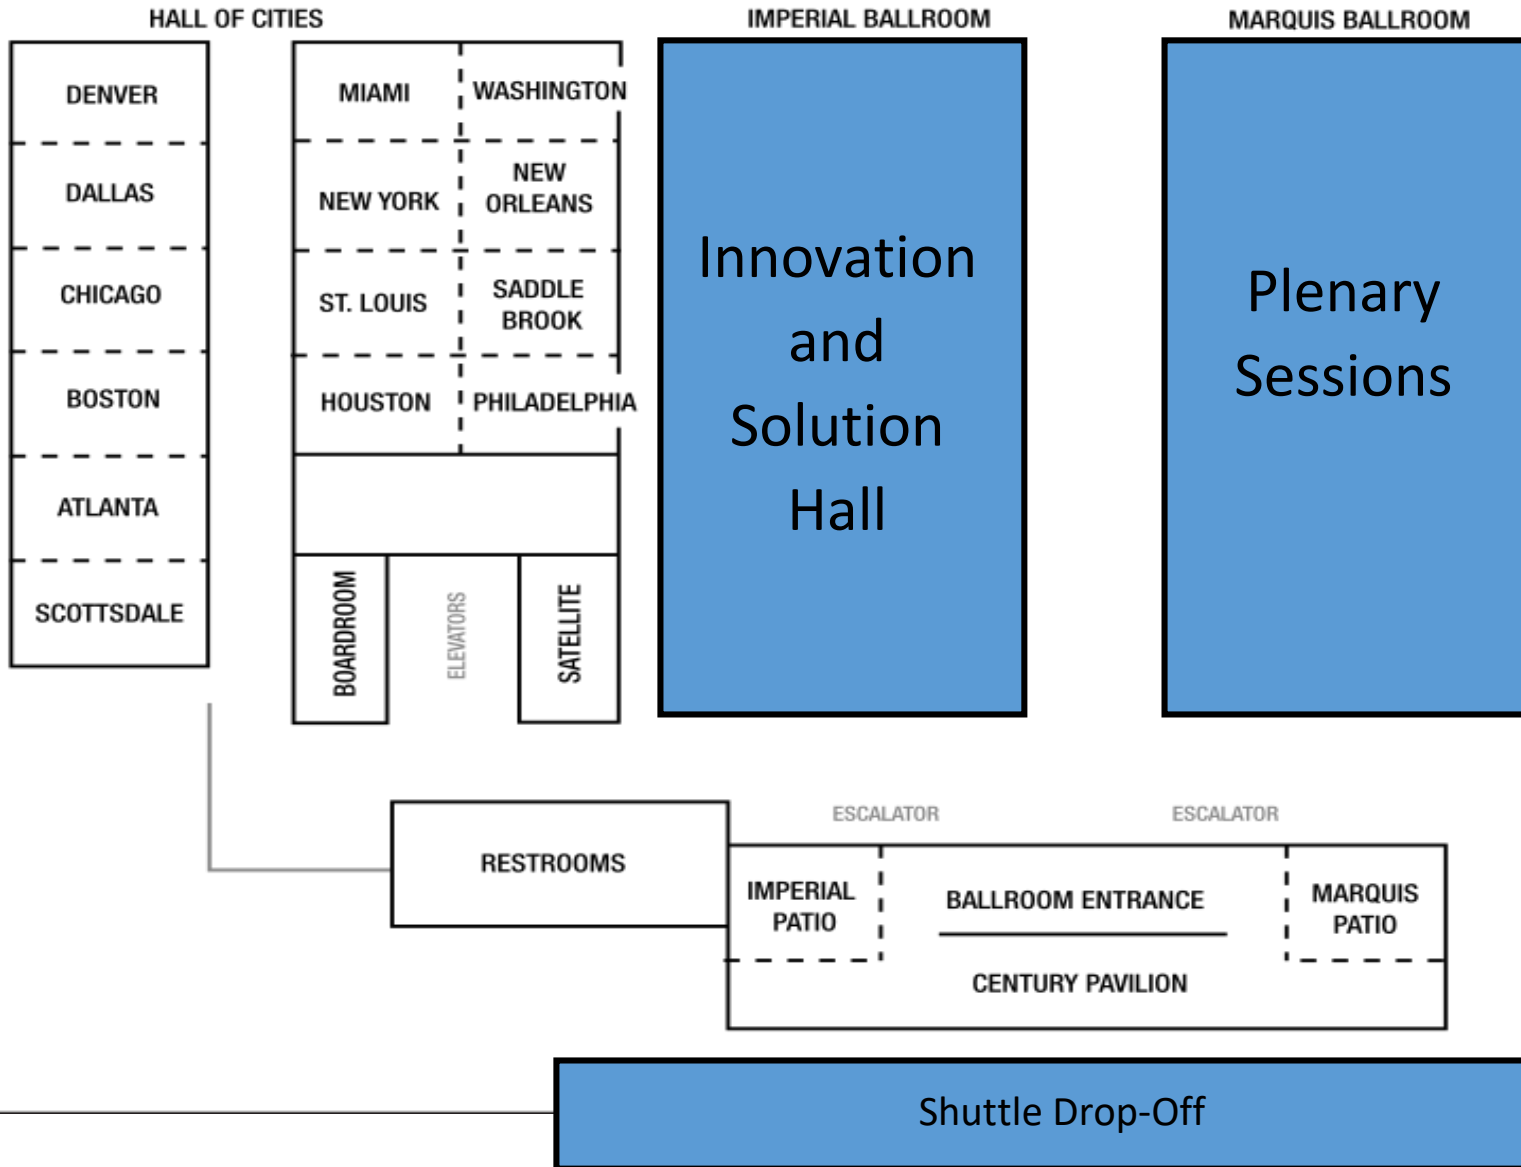 HALL OF CITIES
IMPERIAL BALLROOM
MARQUIS BALLROOM
DENVER
DALLAS
CHICAGO
BOSTON
ATLANTA
SCOTTSDALE
MIAMI
WASHINGTON
NEW YORK
NEW
ORLEANS
ST. LOUIS
SADDLE
BROOK
HOUSTON
PHILADELPHIA
BOARDROOM
ELEVATORS
SATELLITE
Innovation
and
Solution
Hall
Plenary
Sessions
RESTROOMS
ESCALATOR
ESCALATOR
IMPERIAL
PATIO
BALLROOM ENTRANCE
MARQUIS
PATIO
CENTURY PAVILION
Shuttle Drop-Off